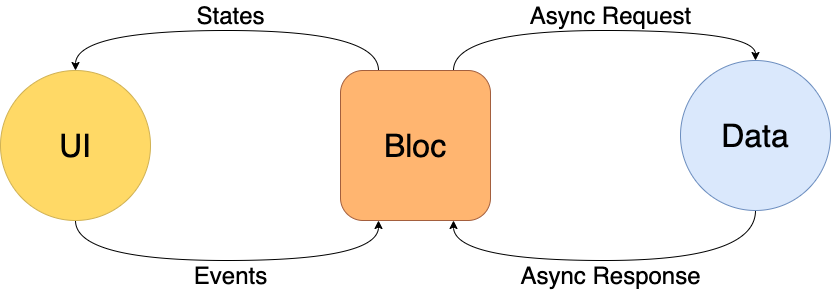 States
Async Request
UI
Bloc
Data
Events
Async Response